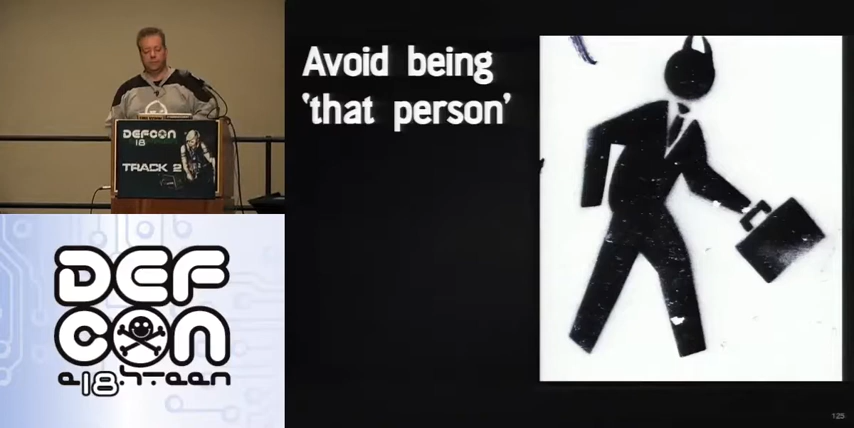 DEFCON
18
TRACK 2
DEF
CON
e18hteen
Avoid being
‘that person’
125